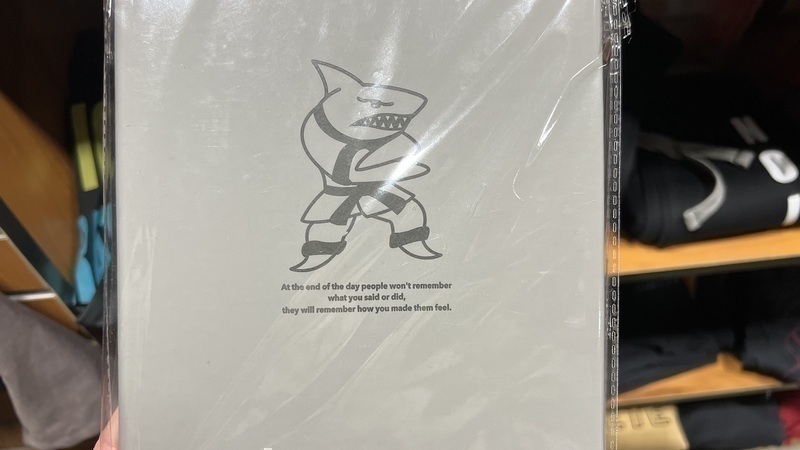 At the end of the day people won't remember
what you said or did,
they will remember how you made them feel.